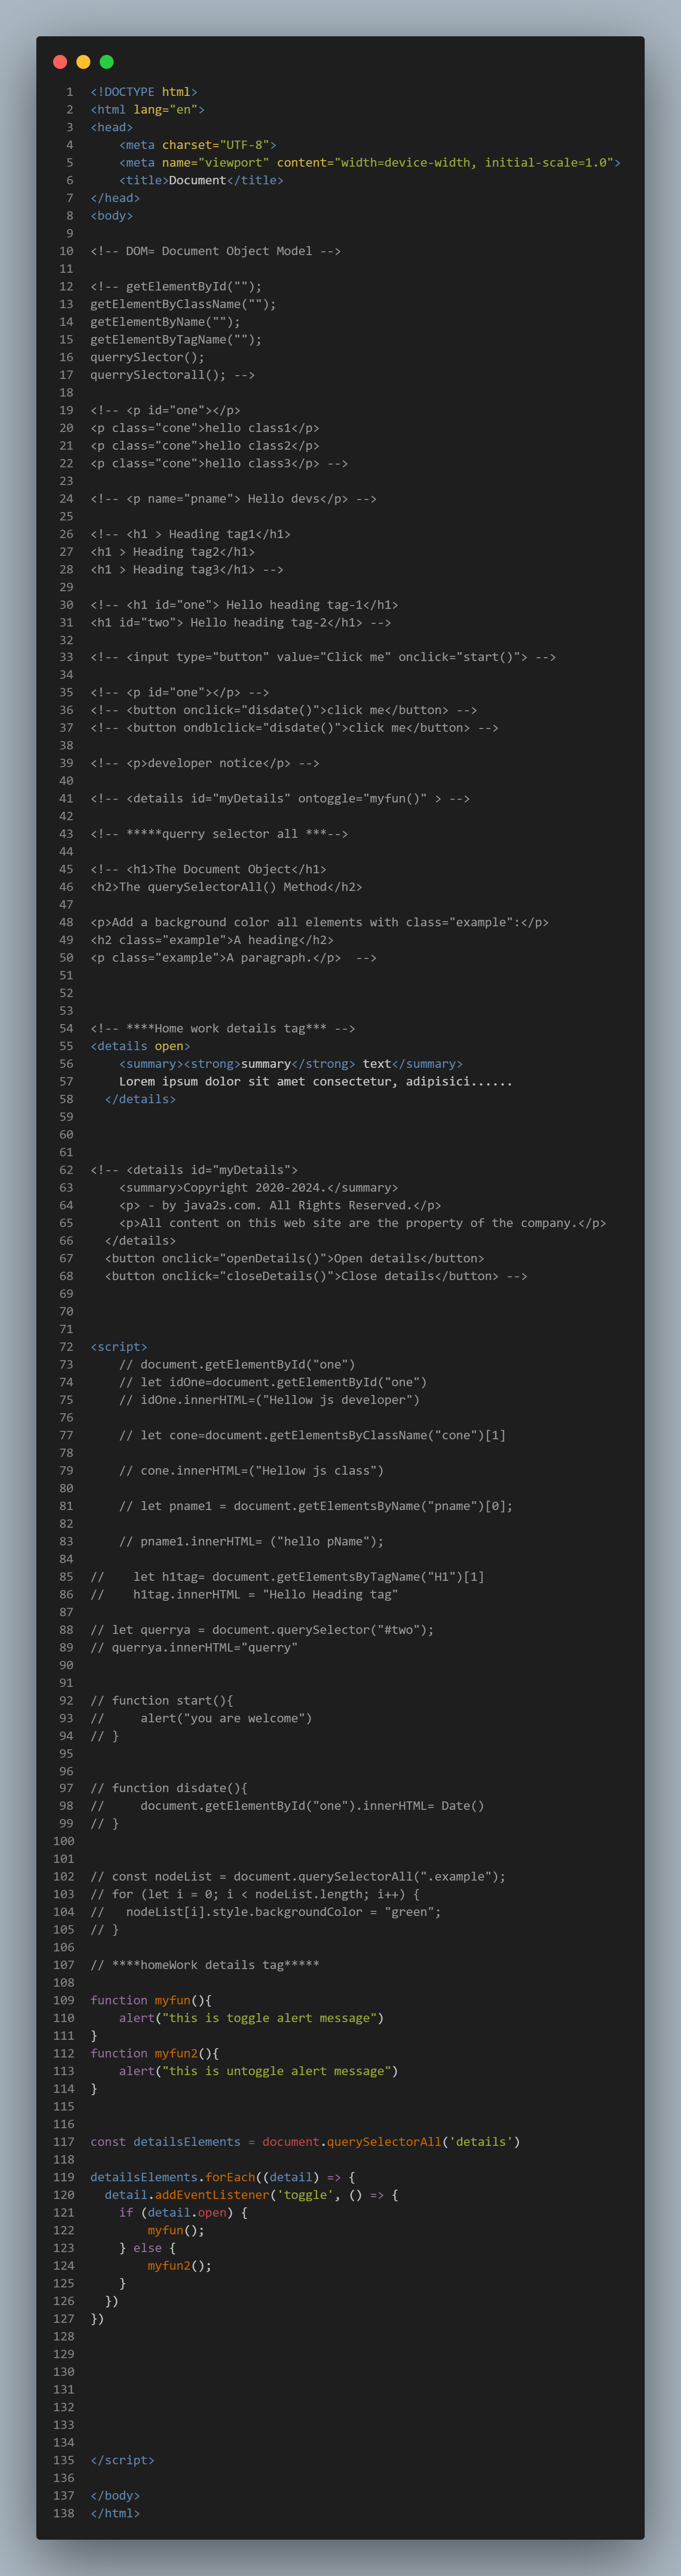 1 <!DOCTYPE html>
2 <html lang="en">
3 <head>
4     <meta charset="UTF-8">
5     <meta name="viewport" content="width=device-width, initial-scale=1.0">
6     <title>Document</title>
7 </head>
8 <body>
9
10 <!-- DOM= Document Object Model -->
11
12 <!-- getElementById("");
13 getElementByClassName("");
14 getElementByName("");
15 getElementByTagName("");
16 querrySlector();
17 querrySlectorall(); -->
18
19 <!-- <p id="one"></p>
20 <p class="cone">hello class1</p>
21 <p class="cone">hello class2</p>
22 <p class="cone">hello class3</p> -->
23
24 <!-- <p name="pname"> Hello devs</p> -->
25
26 <!-- <h1 > Heading tag1</h1>
27 <h1 > Heading tag2</h1>
28 <h1 > Heading tag3</h1> -->
29
30 <!-- <h1 id="one"> Hello heading tag-1</h1>
31 <h1 id="two"> Hello heading tag-2</h1> -->
32
33 <!-- <input type="button" value="Click me" onclick="start()"> -->
34
35 <!-- <p id="one"></p> -->
36 <!-- <button onclick="disdate()">click me</button> -->
37 <!-- <button ondblclick="disdate()">click me</button> -->
38
39 <!-- <p>developer notice</p> -->
40
41 <!-- <details id="myDetails" ontoggle="myfun()" > -->
42
43 <!-- *****querry selector all ***-->
44
45 <!-- <h1>The Document Object</h1>
46 <h2>The querySelectorAll() Method</h2>
47
48 <p>Add a background color all elements with class="example":</p>
49 <h2 class="example">A heading</h2>
50 <p class="example">A paragraph.</p>  -->
51
52
53
54 <!-- ****Home work details tag*** -->
55 <details open>
56     <summary><strong>summary</strong> text</summary>
57     Lorem ipsum dolor sit amet consectetur, adipisici......
58   </details>
59
60
61
62 <!-- <details id="myDetails">
63     <summary>Copyright 2020-2024.</summary>
64     <p> - by java2s.com. All Rights Reserved.</p>
65     <p>All content on this web site are the property of the company.</p>
66   </details>
67   <button onclick="openDetails()">Open details</button>
68   <button onclick="closeDetails()">Close details</button> -->
69
70
71
72 <script>
73     // document.getElementById("one")
74     // let idOne=document.getElementById("one")
75     // idOne.innerHTML=("Hellow js developer")
76
77     // let cone=document.getElementsByClassName("cone")[1]
78
79     // cone.innerHTML=("Hellow js class")
80
81     // let pname1 = document.getElementsByName("pname")[0];
82
83     // pname1.innerHTML= ("hello pName");
84
85 //    let h1tag= document.getElementsByTagName("H1")[1]
86 //    h1tag.innerHTML = "Hello Heading tag"
87
88 // let querrya = document.querySelector("#two");
89 // querrya.innerHTML="querry"
90
91
92 // function start(){
93 //     alert("you are welcome")
94 // }
95
96
97 // function disdate(){
98 //     document.getElementById("one").innerHTML= Date()
99 // }
100
101
102 // const nodeList = document.querySelectorAll(".example");
103 // for (let i = 0; i < nodeList.length; i++) {
104 //   nodeList[i].style.backgroundColor = "green";
105 // }
106
107 // ****homeWork details tag*****
108
109 function myfun(){
110     alert("this is toggle alert message")
111 }
112 function myfun2(){
113     alert("this is untoggle alert message")
114 }
115
116
117 const detailsElements = document.querySelectorAll('details')
118
119 detailsElements.forEach((detail) => {
120   detail.addEventListener('toggle', () => {
121     if (detail.open) {
122         myfun();
123     } else {
124         myfun2();
125     }
126   })
127 })
128
129
130
131
132
133
134
135 </script>
136
137 </body>
138 </html>